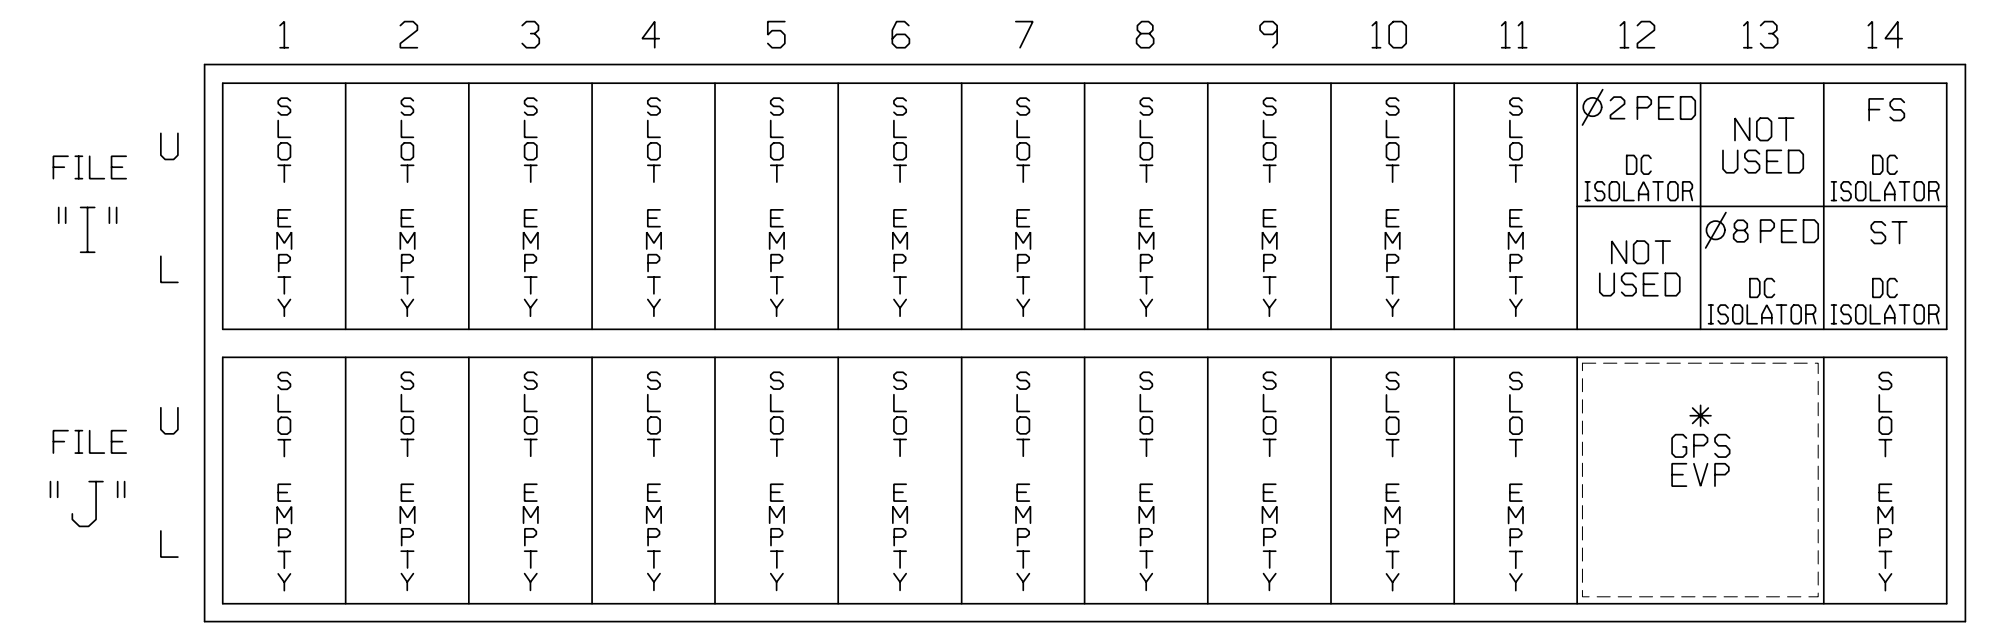 1 2 3 4 5 6 7 8 9 10 11 12 13 14
FILE "I"
U
L
SLOT EMPTY
SLOT EMPTY
SLOT EMPTY
SLOT EMPTY
SLOT EMPTY
SLOT EMPTY
SLOT EMPTY
SLOT EMPTY
SLOT EMPTY
SLOT EMPTY
SLOT EMPTY
Ø2 PED
DC
ISOLATOR
NOT
USED
NOT
USED
Ø8 PED
DC
ISOLATOR
FS
DC
ISOLATOR
ST
DC
ISOLATOR
FILE "J"
U
L
SLOT EMPTY
SLOT EMPTY
SLOT EMPTY
SLOT EMPTY
SLOT EMPTY
SLOT EMPTY
SLOT EMPTY
SLOT EMPTY
SLOT EMPTY
SLOT EMPTY
SLOT EMPTY
*
GPS
EVP
SLOT EMPTY